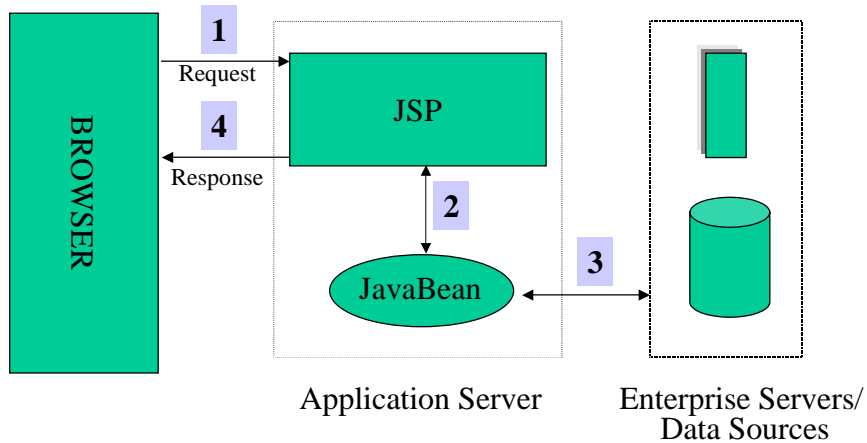 1
Request
JSP
BROWSER
4
Response
2
3
JavaBean
Application Server
Enterprise Servers/
Data Sources